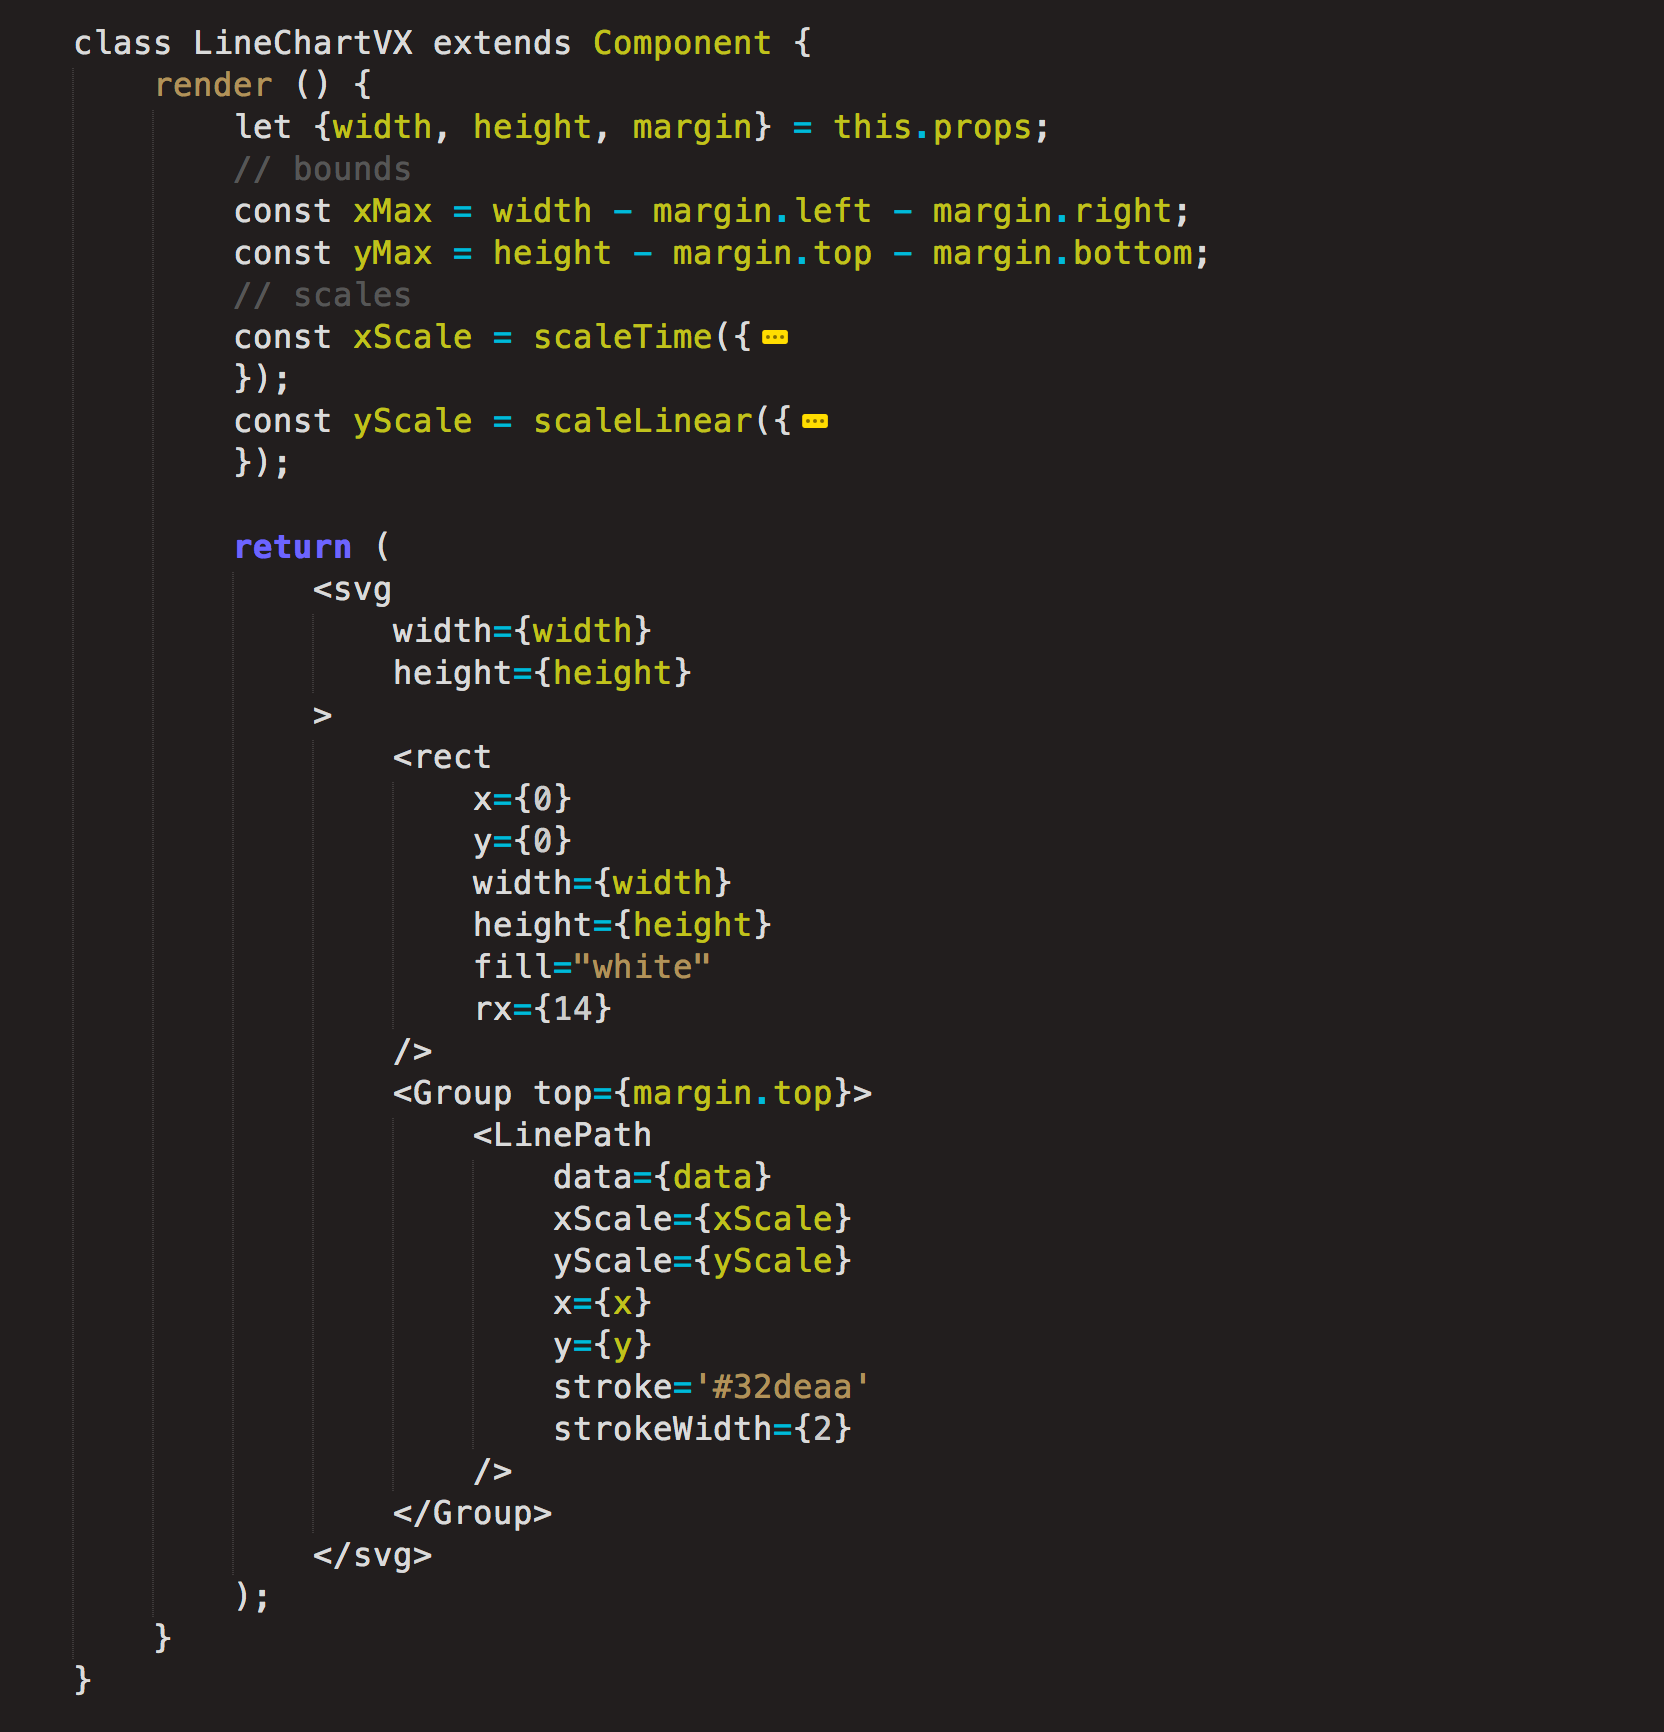 class LineChartVX extends Component {
    render () {
        let {width, height, margin} = this.props;
        // bounds
        const xMax = width - margin.left - margin.right;
        const yMax = height - margin.top - margin.bottom;
        // scales
        const xScale = scaleTime({ ···
        });
        const yScale = scaleLinear({ ···
        });

        return (
            <svg
                width={width}
                height={height}
            >
                <rect
                    x={0}
                    y={0}
                    width={width}
                    height={height}
                    fill="white"
                    rx={14}
                />
                <Group top={margin.top}>
                    <LinePath
                        data={data}
                        xScale={xScale}
                        yScale={yScale}
                        x={x}
                        y={y}
                        stroke='#32deaa'
                        strokeWidth={2}
                    />
                </Group>
            </svg>
        );
    }
}